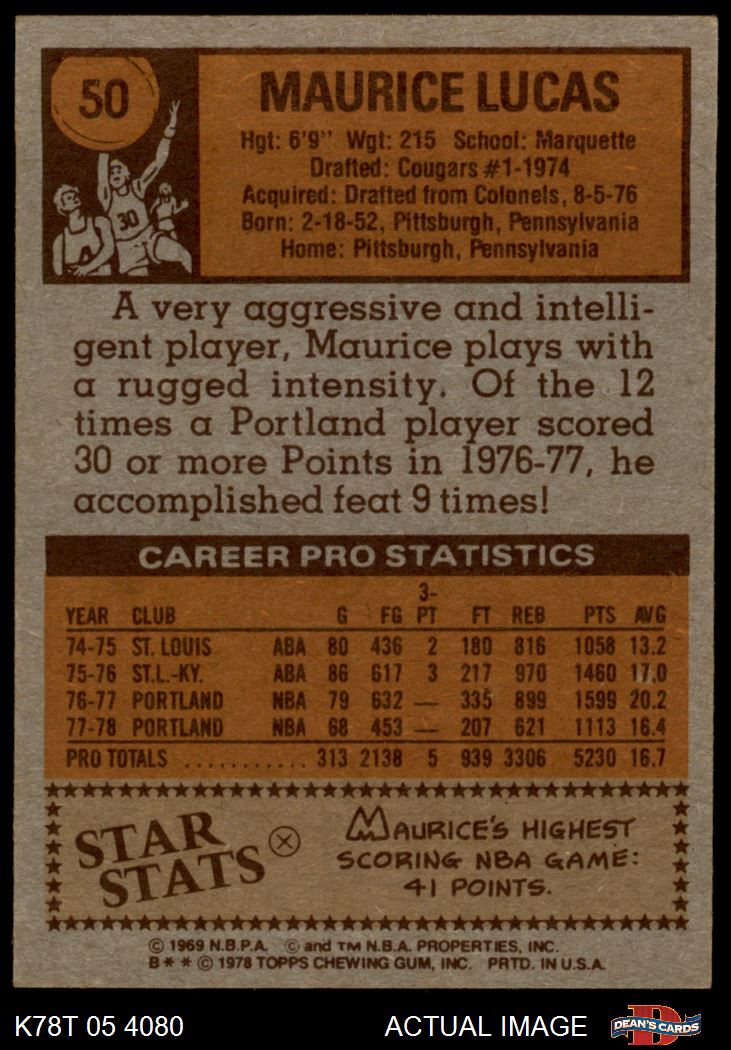 50
MAURICE LUCAS
Hgt: 6'9" Wgt: 215 School: Marquette
Drafted: Cougars #1-1974
Acquired: Drafted from Colonels, 8-5-76
Born: 2-18-52, Pittsburgh, Pennsylvania
Home: Pittsburgh, Pennsylvania
30
A very aggressive and intelli-
gent player, Maurice plays with
a rugged intensity. Of the 12
times a Portland player scored
30 or more Points in 1976-77, he
accomplished feat 9 times!
CAREER PRO STATISTICS
YEAR CLUB G FG 3-PT FT REB PTS AVG
74-75 ST. LOUIS ABA 80 436 2 180 816 1058 13.2
75-76 ST.L.-KY. ABA 86 617 3 217 970 1460 17.0
76-77 PORTLAND NBA 79 632 — 335 899 1599 20.2
77-78 PORTLAND NBA 68 453 — 207 621 1113 16.4
PRO TOTALS ........... 313 2138 5 939 3306 5230 16.7
STAR STATS
MAURICE'S HIGHEST
SCORING NBA GAME:
41 POINTS.
© 1969 N.B.P.A. © and TM N.B.A. PROPERTIES, INC.
B** © 1978 TOPPS CHEWING GUM, INC. PRTD. IN U.S.A.
K78T 05 4080 ACTUAL IMAGE DEAN'S CARDS